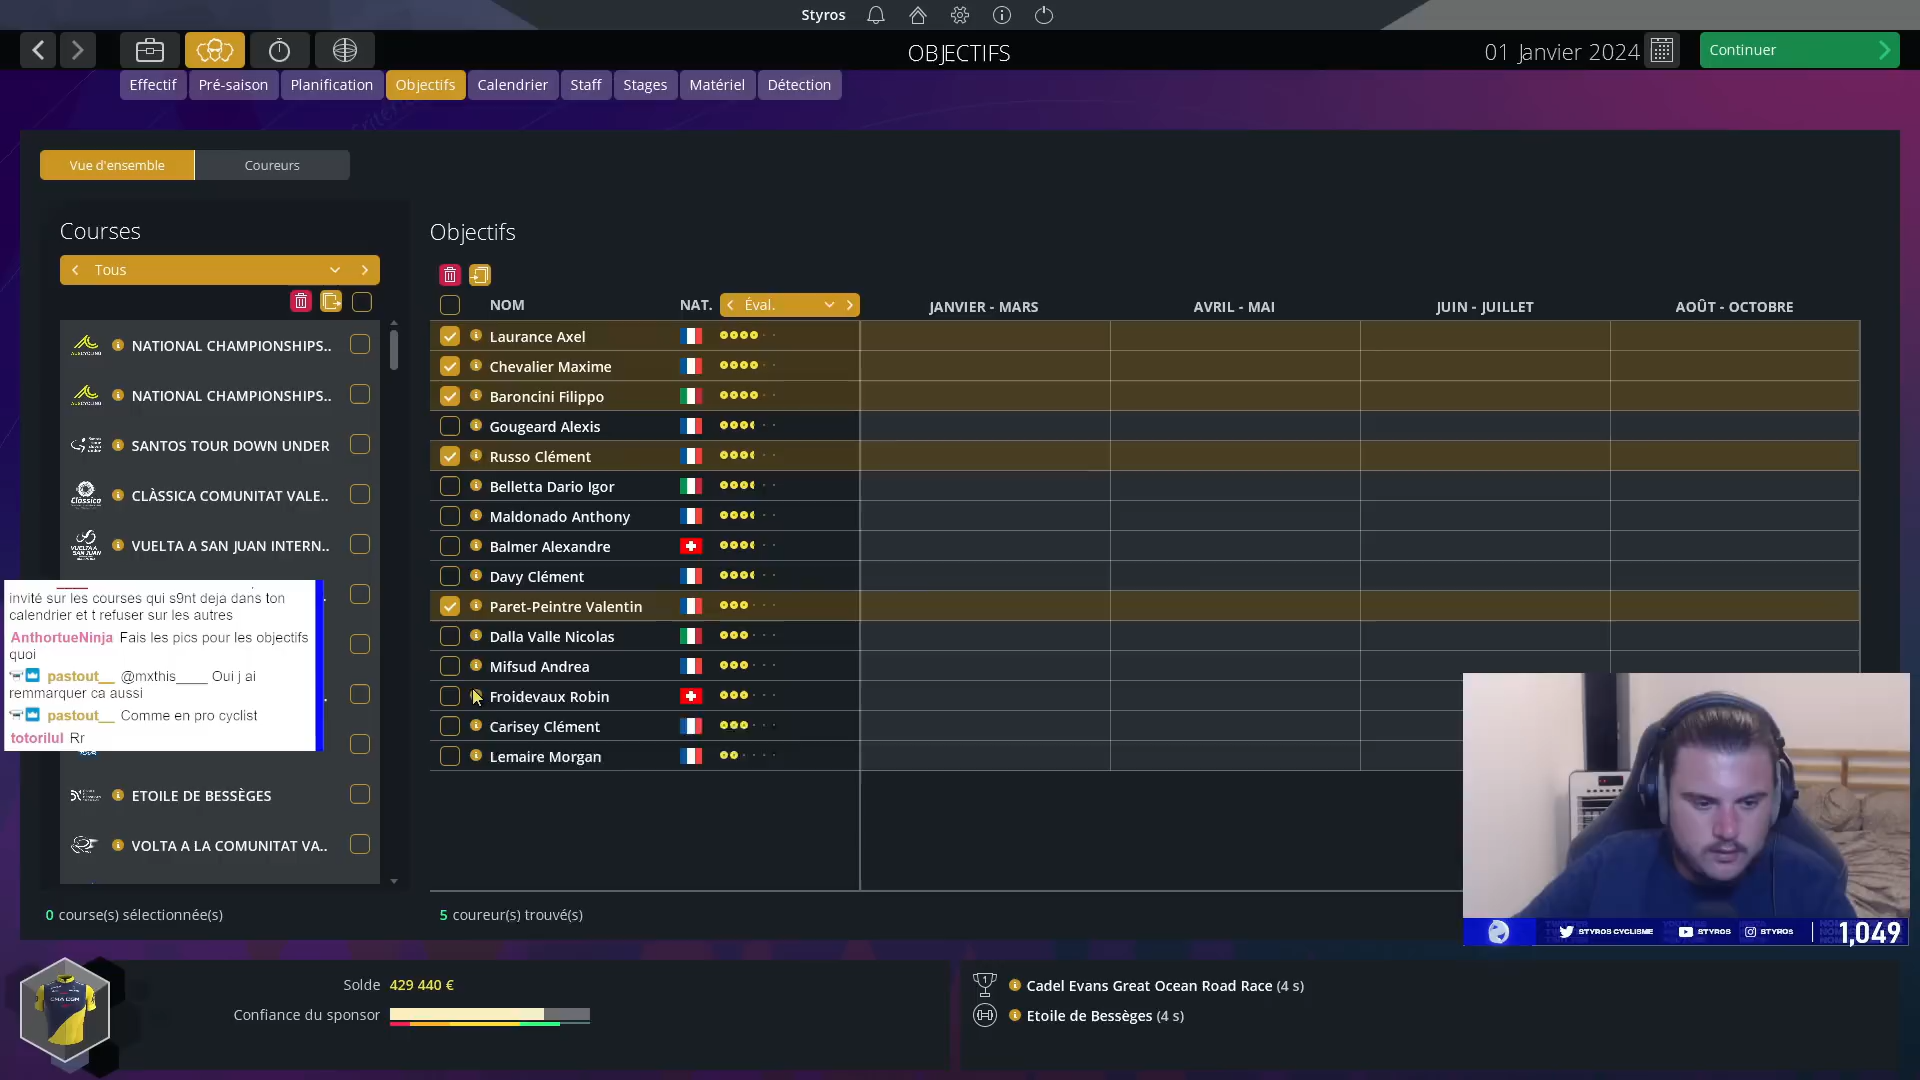 Styros
OBJECTIFS
01 Janvier 2024
Continuer
Effectif
Pré-saison
Planification
Objectifs
Calendrier
Staff
Stages
Matériel
Détection
Vue d'ensemble
Coureurs
Courses
Tous
NATIONAL CHAMPIONSHIPS..
NATIONAL CHAMPIONSHIPS..
SANTOS TOUR DOWN UNDER
CLÀSSICA COMUNITAT VALE..
VUELTA A SAN JUAN INTERN..
invité sur les courses qui s9nt deja dans ton
calendrier et t refuser sur les autres
AnthortueNinja Fais les pics pour les objectifs
quoi
pastout__ @mxthis____ Oui j ai
remmarquer ca aussi
pastout__ Comme en pro cyclist
totorilul Rr
ETOILE DE BESSÈGES
VOLTA A LA COMUNITAT VA..
0 course(s) sélectionnée(s)
Objectifs
NOM NAT. Éval. JANVIER - MARS AVRIL - MAI JUIN - JUILLET AOÛT - OCTOBRE
Laurance Axel
Chevalier Maxime
Baroncini Filippo
Gougeard Alexis
Russo Clément
Belletta Dario Igor
Maldonado Anthony
Balmer Alexandre
Davy Clément
Paret-Peintre Valentin
Dalla Valle Nicolas
Mifsud Andrea
Froidevaux Robin
Carisey Clément
Lemaire Morgan
5 coureur(s) trouvé(s)
STYROS CYCLISME
STYROS
STYROS
1,049
CMA CGM
Solde 429 440 €
Confiance du sponsor
Cadel Evans Great Ocean Road Race (4 s)
Etoile de Bessèges (4 s)